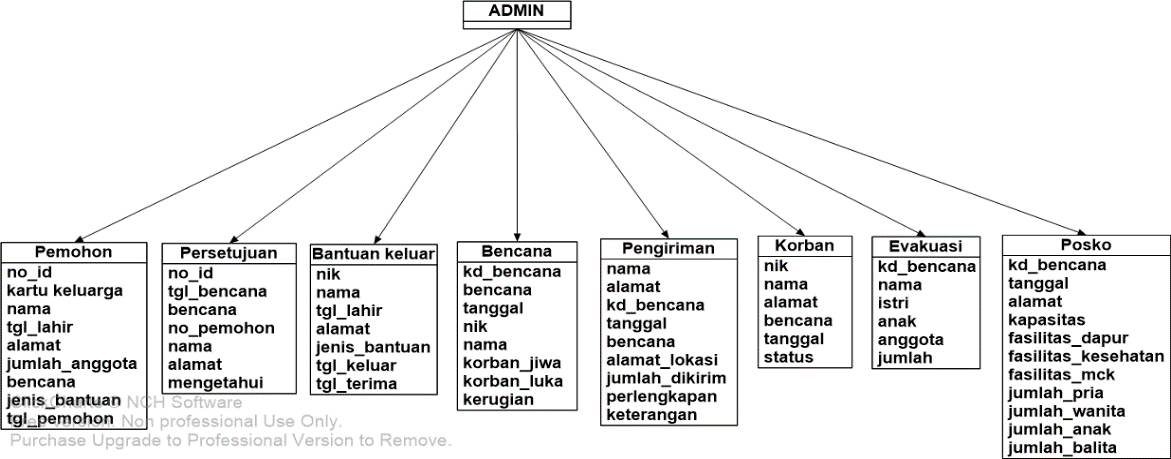 ADMIN
Pemohon
no_id
kartu keluarga
nama
tgl_lahir
alamat
jumlah_anggota
bencana
jenis_bantuan
tgl_pemohon
Persetujuan
no_id
tgl_bencana
bencana
no_pemohon
nama
alamat
mengetahui
Bantuan keluar
nik
nama
tgl_lahir
alamat
jenis_bantuan
tgl_keluar
tgl_terima
Bencana
kd_bencana
bencana
tanggal
nik
nama
korban_jiwa
korban_luka
kerugian
Pengiriman
nama
alamat
kd_bencana
tanggal
bencana
alamat_lokasi
jumlah_dikirim
perlengkapan
keterangan
Korban
nik
nama
alamat
bencana
tanggal
status
Evakuasi
kd_bencana
nama
istri
anak
anggota
jumlah
Posko
kd_bencana
tanggal
alamat
kapasitas
fasilitas_dapur
fasilitas_kesehatan
fasilitas_mck
jumlah_pria
jumlah_wanita
jumlah_anak
jumlah_balita
NCH Software
Non professional Use Only.
Purchase Upgrade to Professional Version to Remove.